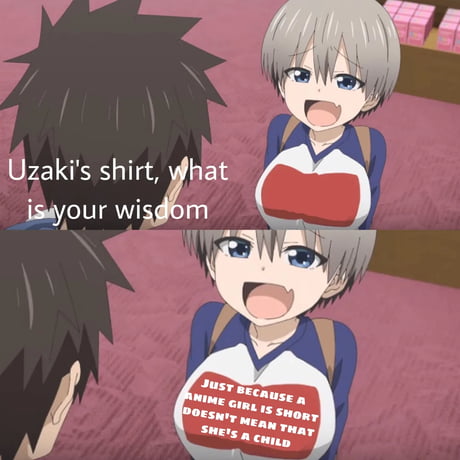 Uzaki's shirt, what
is your wisdom
Just because a
anime girl is short
doesn't mean that
she's a child